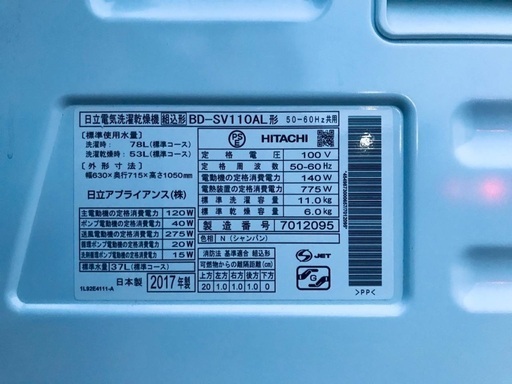 日立電気洗濯乾燥機 組込形 BD-SV110AL形 50-60Hz共用
[標準使用水量]
洗濯時: 78L(標準コース)
洗濯乾燥時: 53L(標準コース)
[外形寸法]
幅630×奥行715×高さ1050mm
日立アプライアンス(株)
主電動機の定格消費電力 120W
ポンプ電動機の定格消費電力 40W
送風電動機の定格消費電力 275W
循環ポンプ電動機の定格消費電力 20W
洗剤循環ポンプ電動機の定格消費電力 15W
標準水量 37L(標準コース)
日本製 2017年製
1L92E4111-A
PS E HITACHI
定格電圧 100V
定格周波数 50-60Hz
電動機の定格消費電力 140W
電熱装置の定格消費電力 775W
標準洗濯容量 11.0kg
標準乾燥容量 6.0kg
製造番号 7012095
色相 N (シャンパン)
消防法 基準適合 組込形
可燃物からの離隔距離(cm)
上方 左方 右方 前方 後方 下方
20 1.0 1.0 0 1.0 0
S JET
G
>PP<